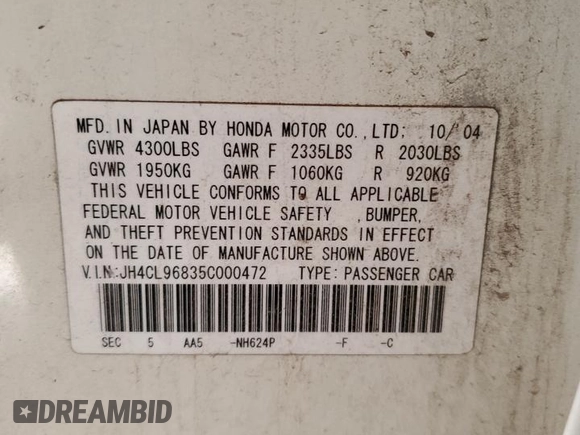 MFD. IN JAPAN BY HONDA MOTOR CO.,LTD; 10/'04
GVWR 4300LBS GAWR F 2335LBS R 2030LBS
GVWR 1950KG GAWR F 1060KG R 920KG
THIS VEHICLE CONFORMS TO ALL APPLICABLE
FEDERAL MOTOR VEHICLE SAFETY ,BUMPER,
AND THEFT PREVENTION STANDARDS IN EFFECT
ON THE DATE OF MANUFACTURE SHOWN ABOVE.
V.I.N:JH4CL96835C000472 TYPE: PASSENGER CAR
SEC 5 AA5 -NH624P -F -C
DREAMBID